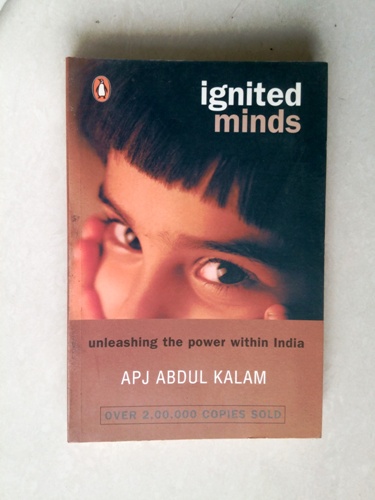 ignited
minds
unleashing the power within India
APJ ABDUL KALAM
OVER 2,00,000 COPIES SOLD